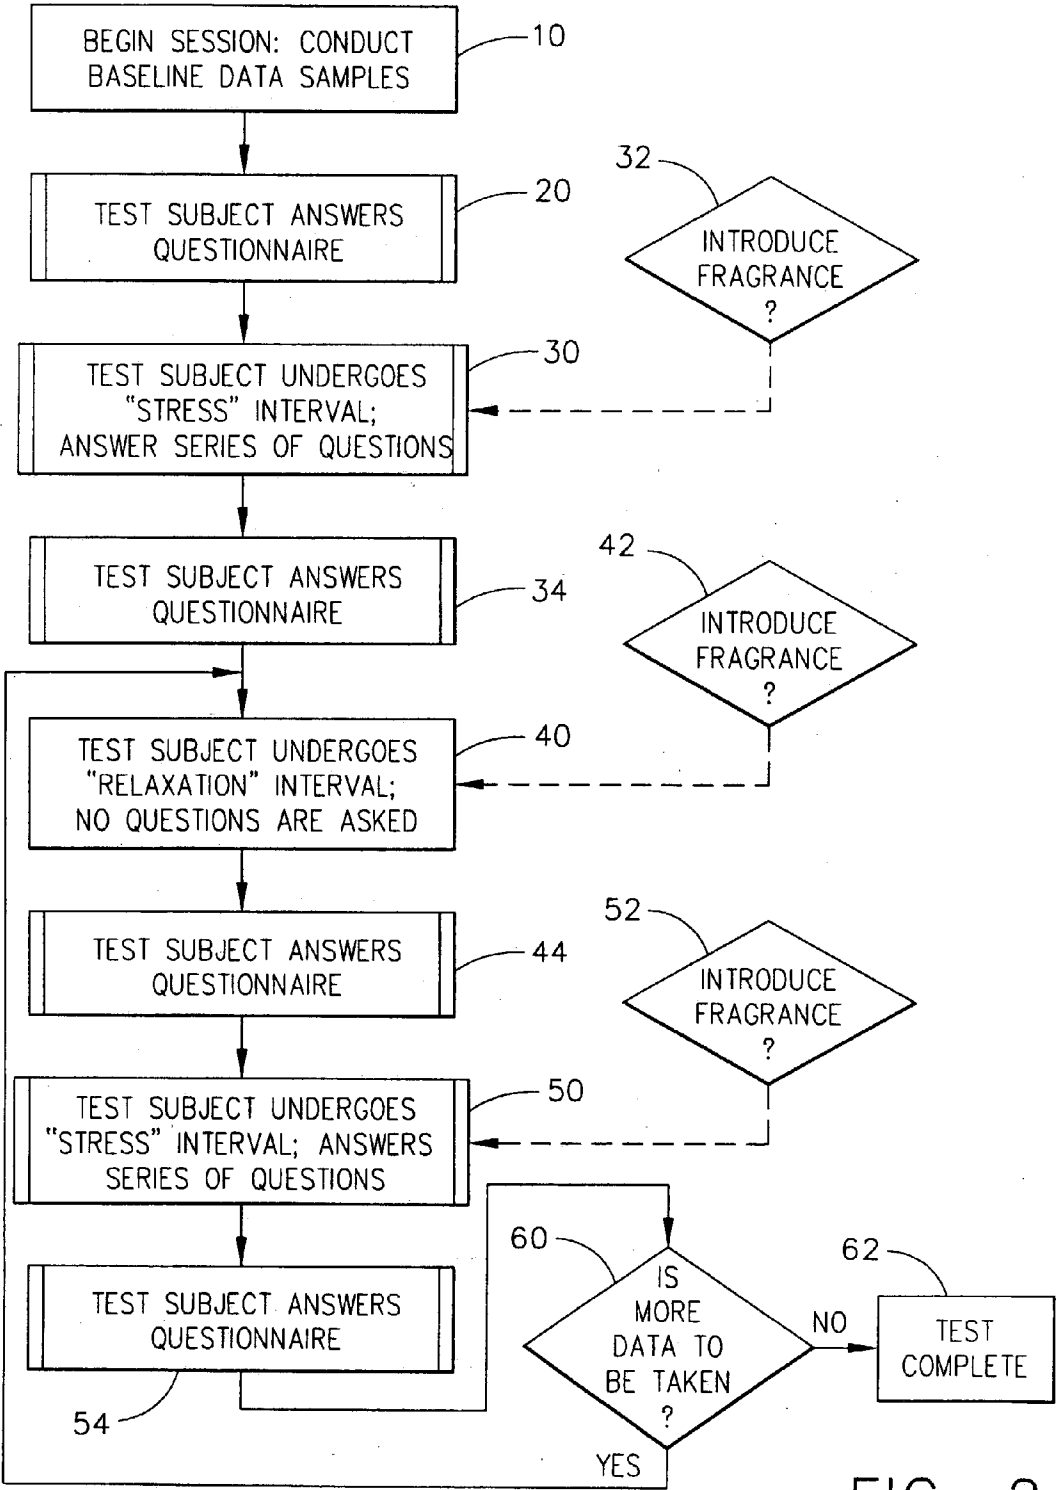 BEGIN SESSION: CONDUCT
BASELINE DATA SAMPLES
10
TEST SUBJECT ANSWERS
QUESTIONNAIRE
20
32
INTRODUCE
FRAGRANCE
?
TEST SUBJECT UNDERGOES
"STRESS" INTERVAL;
ANSWER SERIES OF QUESTIONS
30
TEST SUBJECT ANSWERS
QUESTIONNAIRE
34
42
INTRODUCE
FRAGRANCE
?
TEST SUBJECT UNDERGOES
"RELAXATION" INTERVAL;
NO QUESTIONS ARE ASKED
40
TEST SUBJECT ANSWERS
QUESTIONNAIRE
44
52
INTRODUCE
FRAGRANCE
?
TEST SUBJECT UNDERGOES
"STRESS" INTERVAL; ANSWERS
SERIES OF QUESTIONS
50
TEST SUBJECT ANSWERS
QUESTIONNAIRE
54
60
IS
MORE
DATA TO
BE TAKEN
?
NO
YES
62
TEST
COMPLETE